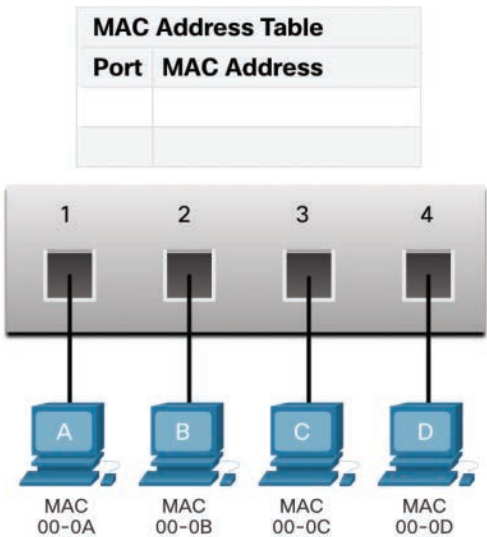 MAC Address Table
Port MAC Address
1 2 3 4
A B C D
MAC MAC MAC MAC
00-0A 00-0B 00-0C 00-0D